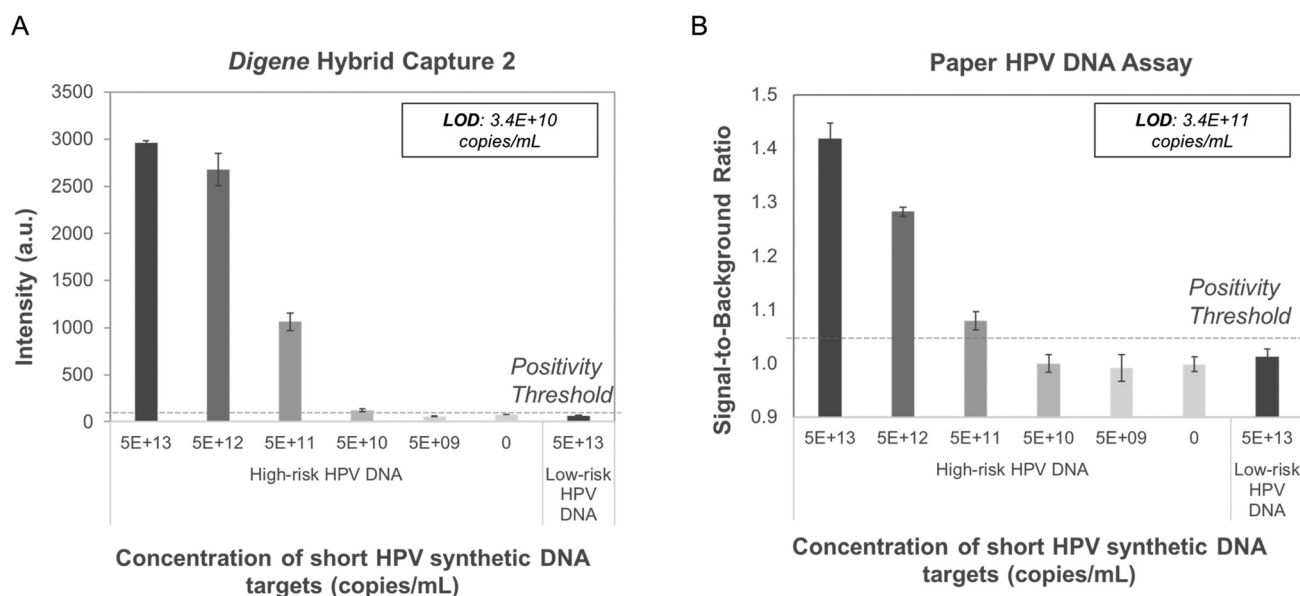 A
Digene Hybrid Capture 2
Intensity (a.u.)
3500
3000
2500
2000
1500
1000
500
0
LOD: 3.4E+10
copies/mL
Positivity
Threshold
5E+13 5E+12 5E+11 5E+10 5E+09 0 5E+13
High-risk HPV DNA
Low-risk
HPV
DNA
Concentration of short HPV synthetic DNA
targets (copies/mL)
B
Paper HPV DNA Assay
Signal-to-Background Ratio
1.5
1.4
1.3
1.2
1.1
1.0
0.9
LOD: 3.4E+11
copies/mL
Positivity
Threshold
5E+13 5E+12 5E+11 5E+10 5E+09 0 5E+13
High-risk HPV DNA
Low-risk
HPV
DNA
Concentration of short HPV synthetic DNA
targets (copies/mL)